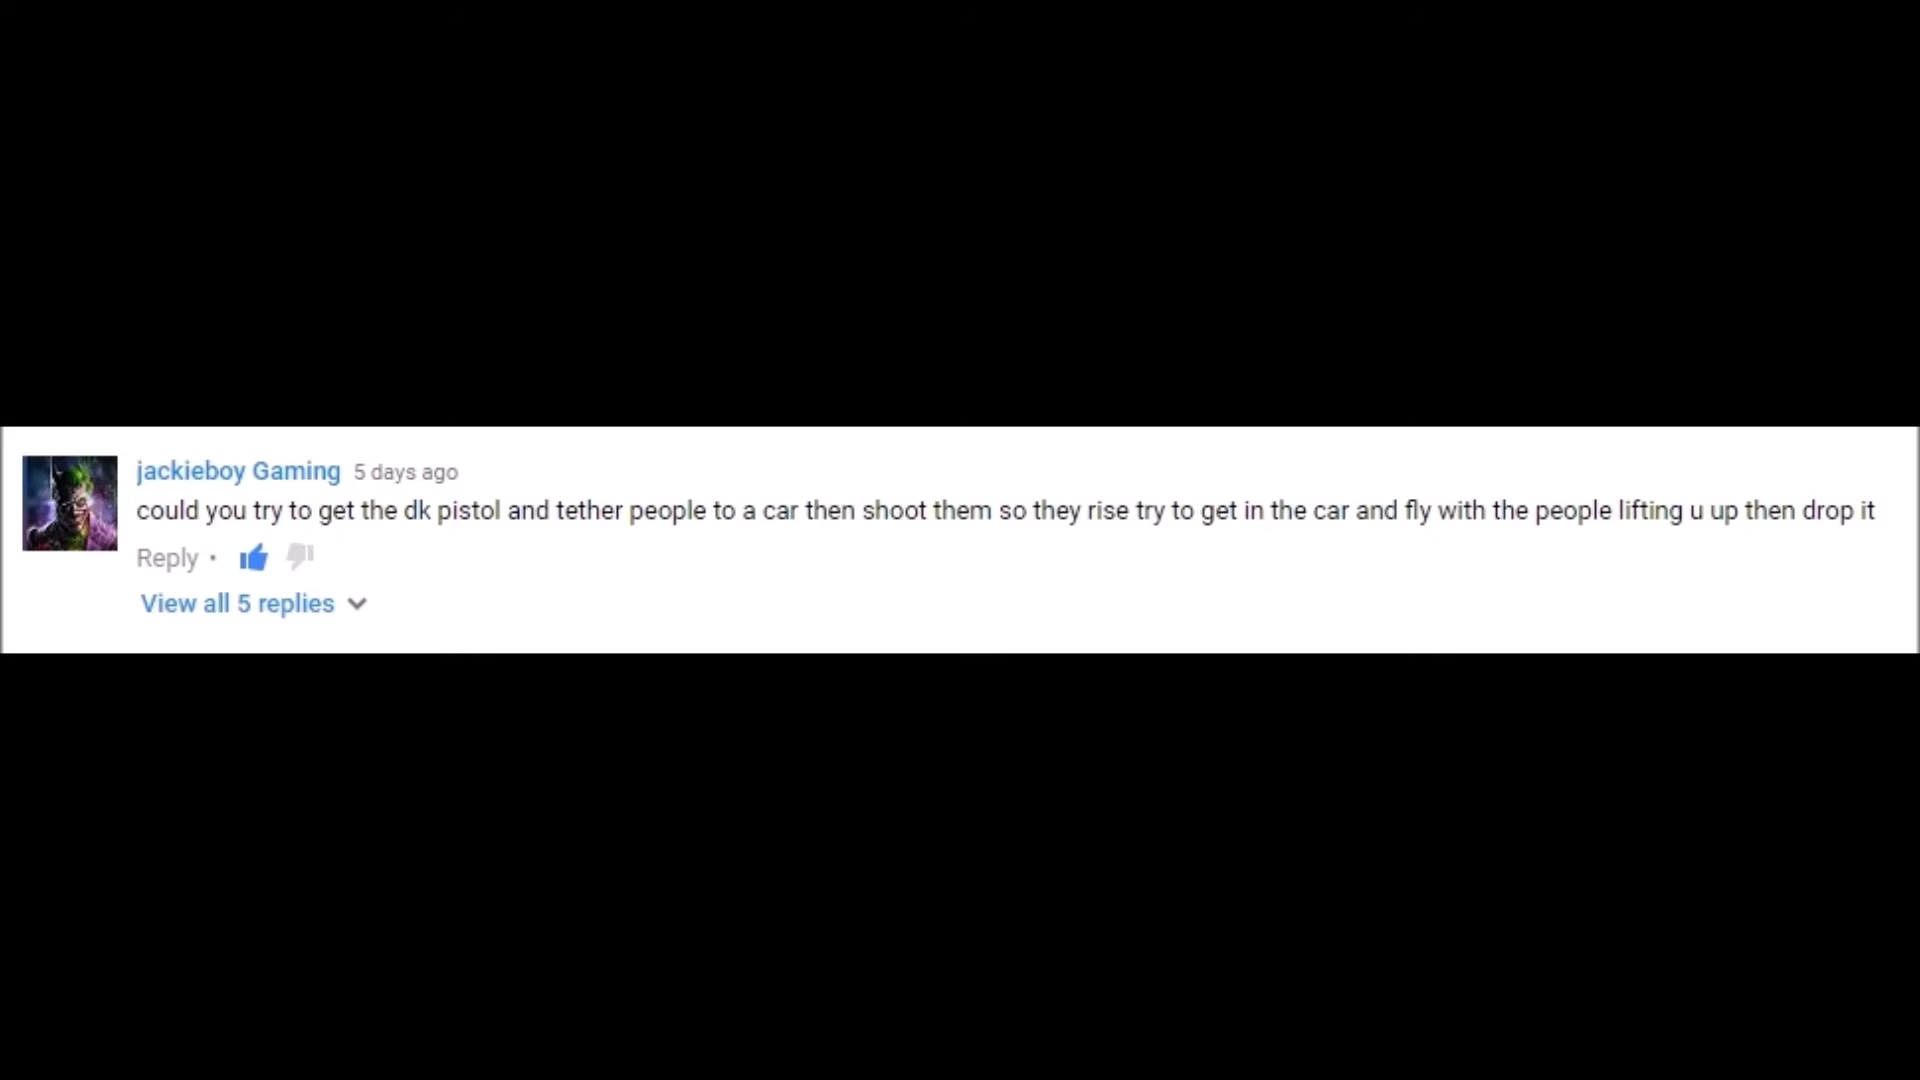 jackieboy Gaming 5 days ago
could you try to get the dk pistol and tether people to a car then shoot them so they rise try to get in the car and fly with the people lifting u up then drop it
Reply •
View all 5 replies